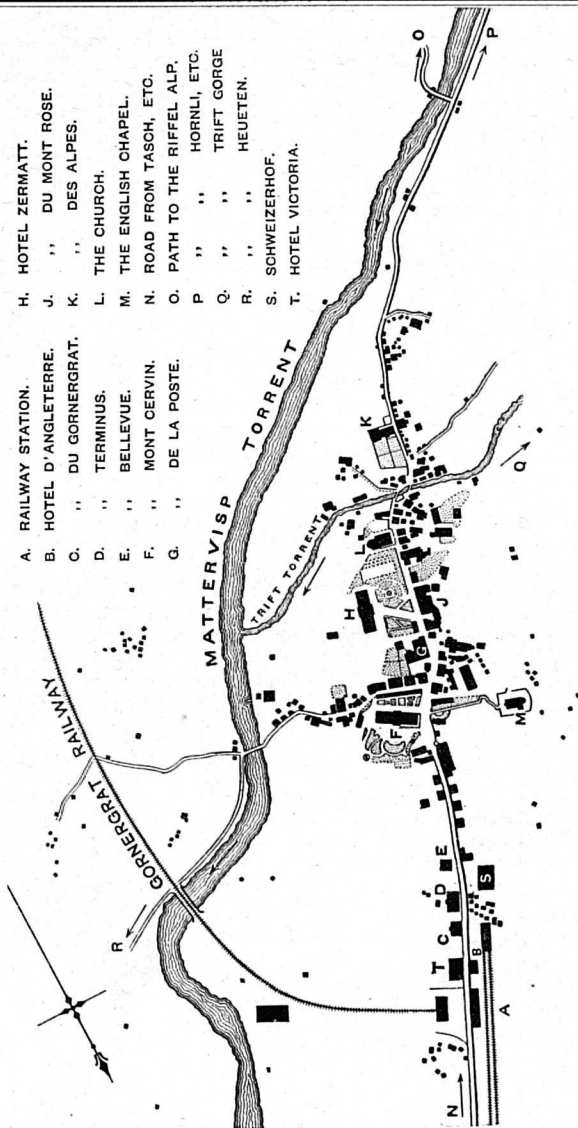 A. RAILWAY STATION.
B. HOTEL D'ANGLETERRE.
C. ,, DU GORNERGRAT.
D. ,, TERMINUS.
E. ,, BELLEVUE.
F. ,, MONT CERVIN.
G. ,, DE LA POSTE.
H. HOTEL ZERMATT.
J. ,, DU MONT ROSE.
K. ,, DES ALPES.
L. THE CHURCH.
M. THE ENGLISH CHAPEL.
N. ROAD FROM TASCH, ETC.
O. PATH TO THE RIFFEL ALP.
P ,, ,, HORNLI, ETC.
Q. ,, ,, TRIFT GORGE
R. ,, ,, HEUETEN.
S. SCHWEIZERHOF.
T. HOTEL VICTORIA.
GORNERGRAT RAILWAY
MATTERVISP TORRENT
TRIFT TORRENT
R
O
P
K
Q
L
H
J
G
F
M
E
D
S
C
T
B
A
N